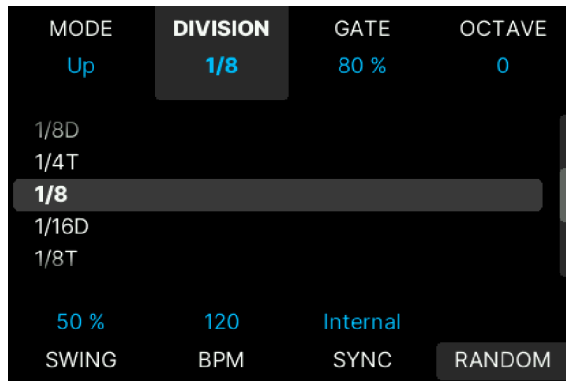 MODE DIVISION GATE OCTAVE
Up 1/8 80 % 0
1/8D
1/4T
1/8
1/16D
1/8T
50 % 120 Internal
SWING BPM SYNC RANDOM